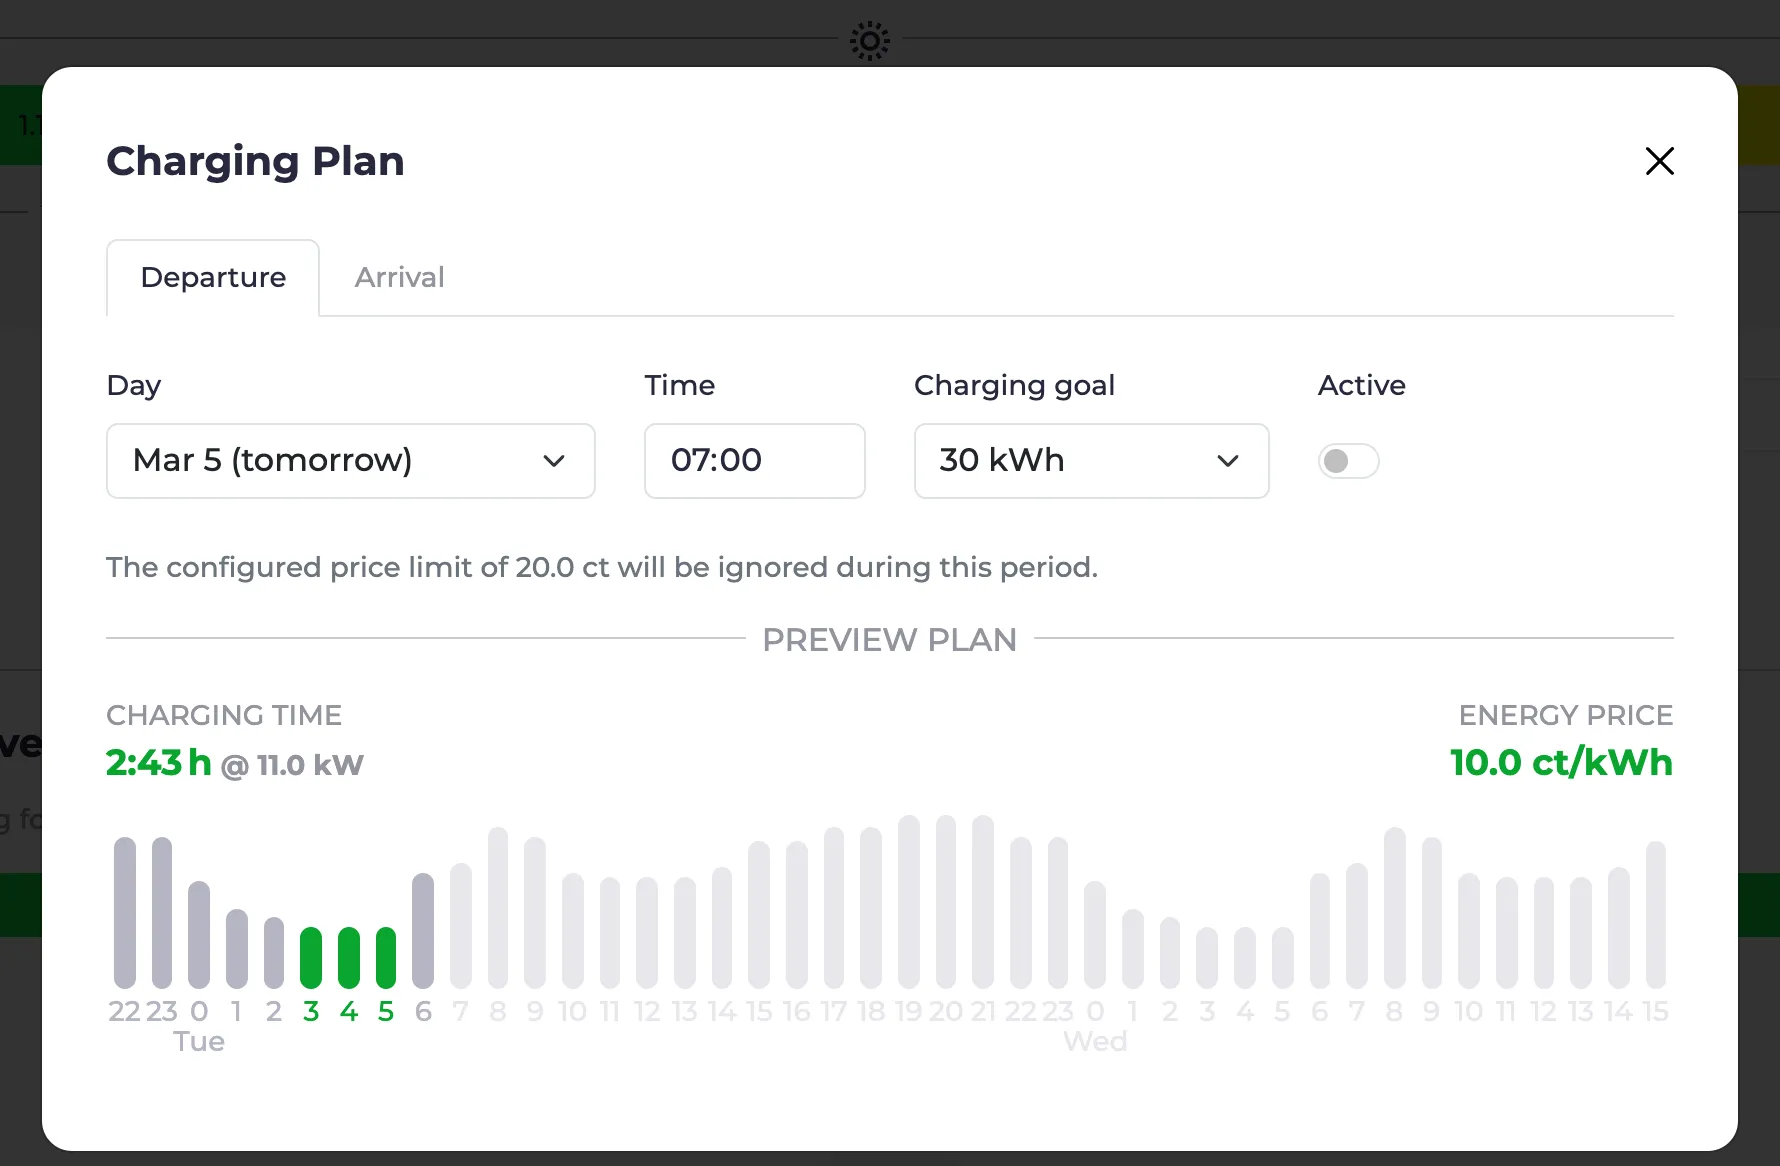 Charging Plan
Departure Arrival
Day Time Charging goal Active
Mar 5 (tomorrow) 07:00 30 kWh
The configured price limit of 20.0 ct will be ignored during this period.
PREVIEW PLAN
CHARGING TIME ENERGY PRICE
2:43 h @ 11.0 kW 10.0 ct/kWh
22 23 0 1 2 3 4 5 6 7 8 9 10 11 12 13 14 15 16 17 18 19 20 21 22 23 0 1 2 3 4 5 6 7 8 9 10 11 12 13 14 15
Tue Wed